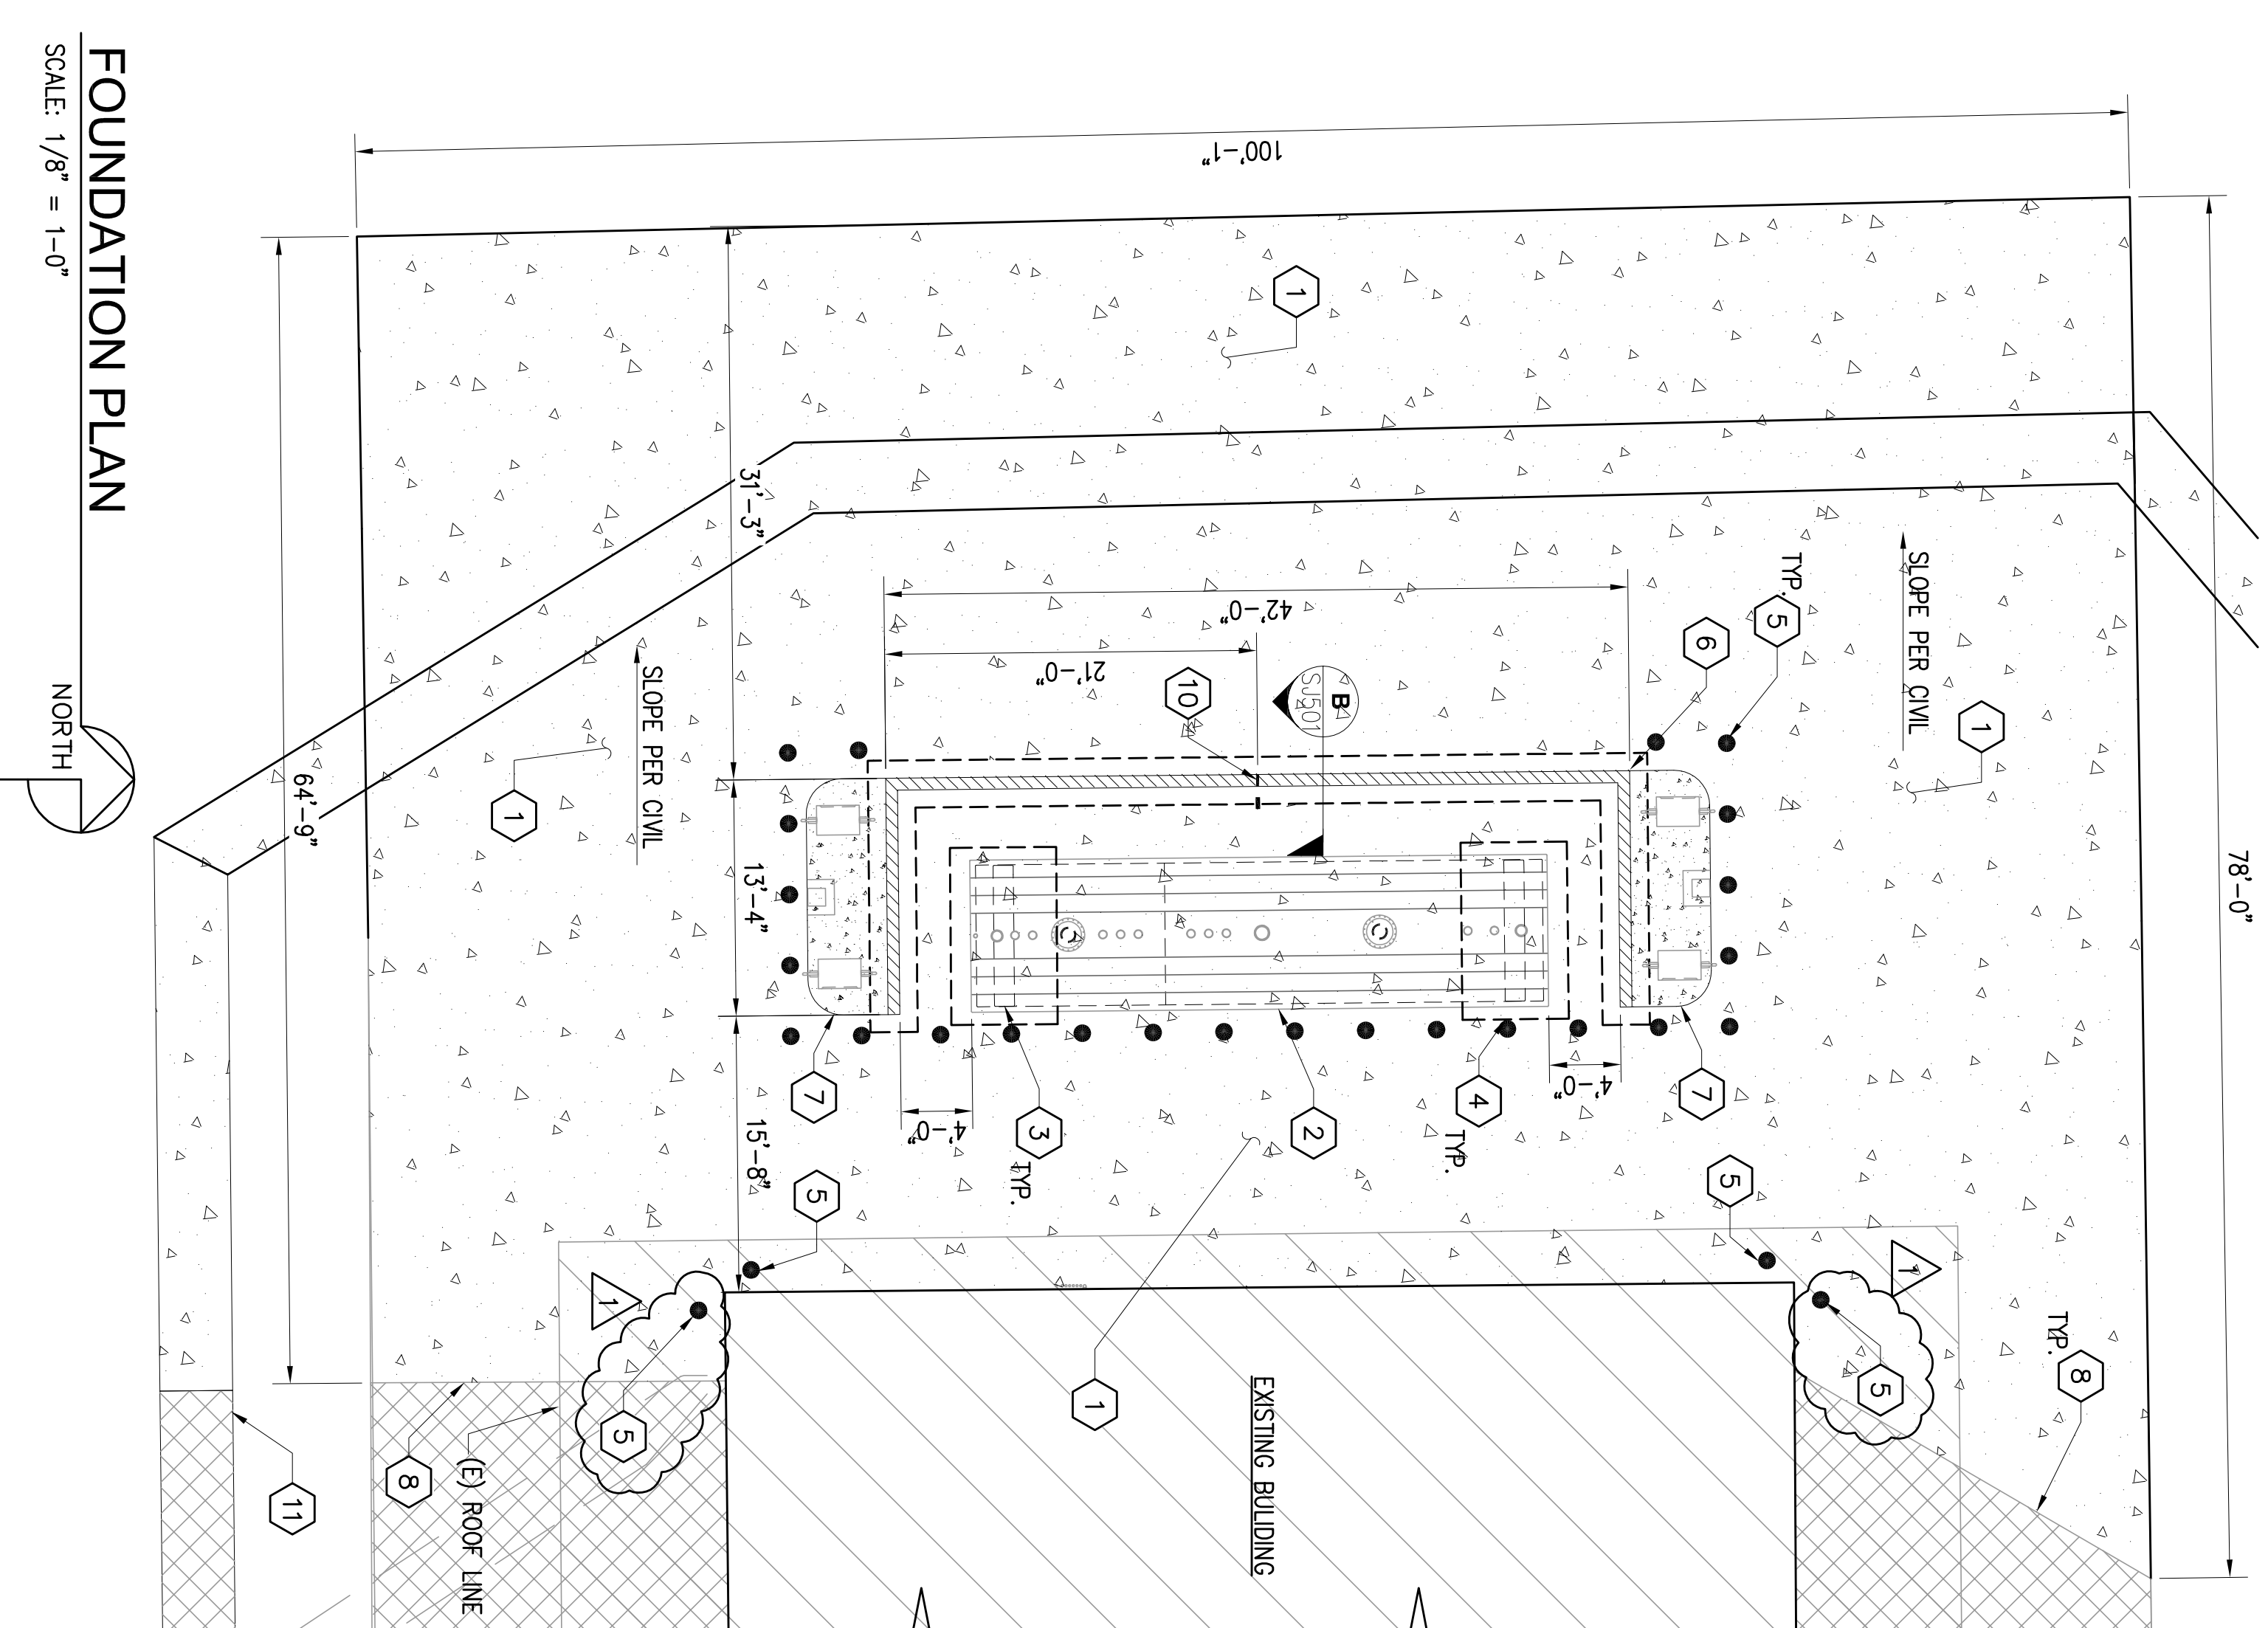 FOUNDATION PLAN
SCALE: 1/8" = 1-0"
NORTH
100'-1"
78'-0"
64'-9"
31'-3"
13'-4"
15'-8"
42'-0"
21'-0"
4'-0"
4'-0"
1
SLOPE PER CIVIL
1
TYP.
5
6
10
B
SJ501
SLOPE PER CIVIL
1
7
3
TYP.
2
4
TYP.
7
5
5
1
1
5
5
TYP.
8
1
EXISTING BULIDING
(E) ROOF LINE
8
11